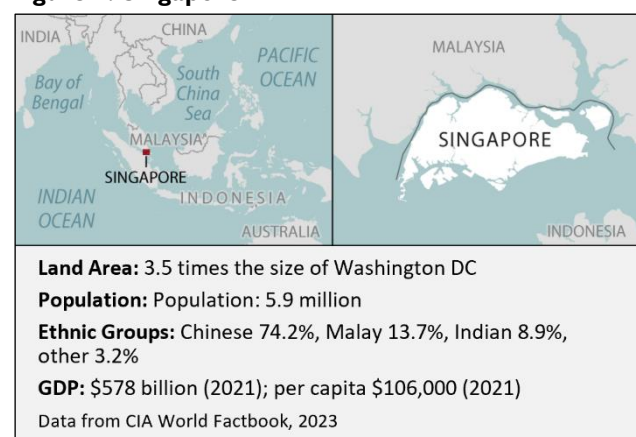 INDIA
CHINA
Bay of
Bengal
South
China
Sea
PACIFIC
OCEAN
MALAYSIA
SINGAPORE
INDIAN
OCEAN
INDONESIA
AUSTRALIA
MALAYSIA
SINGAPORE
INDONESIA
Land Area: 3.5 times the size of Washington DC
Population: Population: 5.9 million
Ethnic Groups: Chinese 74.2%, Malay 13.7%, Indian 8.9%,
other 3.2%
GDP: $578 billion (2021); per capita $106,000 (2021)
Data from CIA World Factbook, 2023